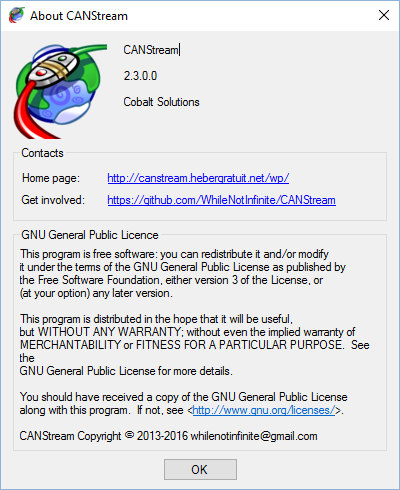 About CANStream
CANStream
2.3.0.0
Cobalt Solutions
Contacts
Home page: http://canstream.hebergratuit.net/wp/
Get involved: https://github.com/WhileNotInfinite/CANStream
GNU General Public Licence
This program is free software: you can redistribute it and/or modify
it under the terms of the GNU General Public License as published by
the Free Software Foundation, either version 3 of the License, or
(at your option) any later version.
This program is distributed in the hope that it will be useful,
but WITHOUT ANY WARRANTY; without even the implied warranty of
MERCHANTABILITY or FITNESS FOR A PARTICULAR PURPOSE.  See
the
GNU General Public License for more details.
You should have received a copy of the GNU General Public License
along with this program.  If not, see <http://www.gnu.org/licenses/>.
CANStream Copyright © 2013-2016 whilenotinfinite@gmail.com
OK